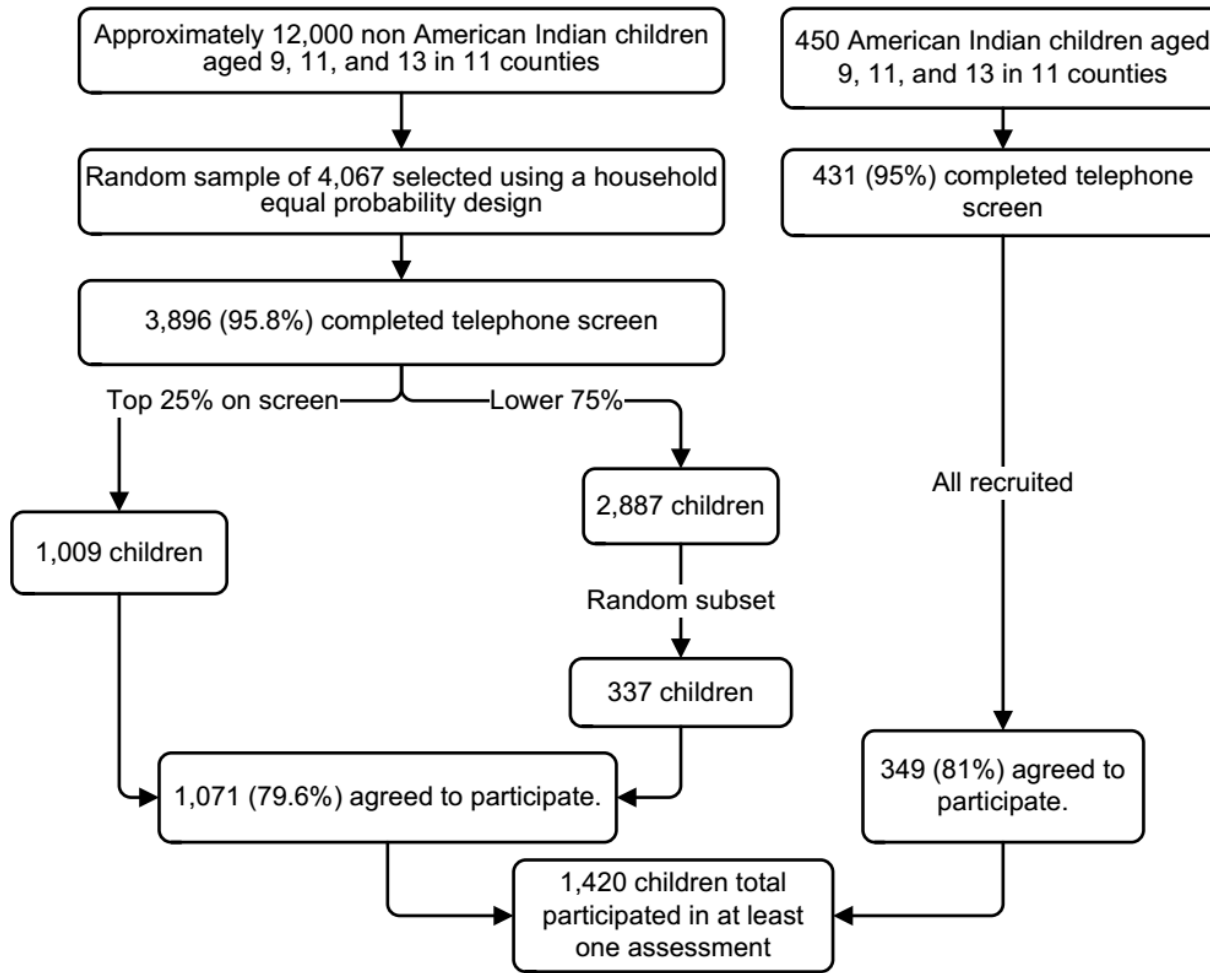 Approximately 12,000 non American Indian children
aged 9, 11, and 13 in 11 counties
450 American Indian children aged
9, 11, and 13 in 11 counties
Random sample of 4,067 selected using a household
equal probability design
431 (95%) completed telephone
screen
3,896 (95.8%) completed telephone screen
Top 25% on screen
Lower 75%
2,887 children
All recruited
1,009 children
Random subset
337 children
1,071 (79.6%) agreed to participate.
349 (81%) agreed to
participate.
1,420 children total
participated in at least
one assessment